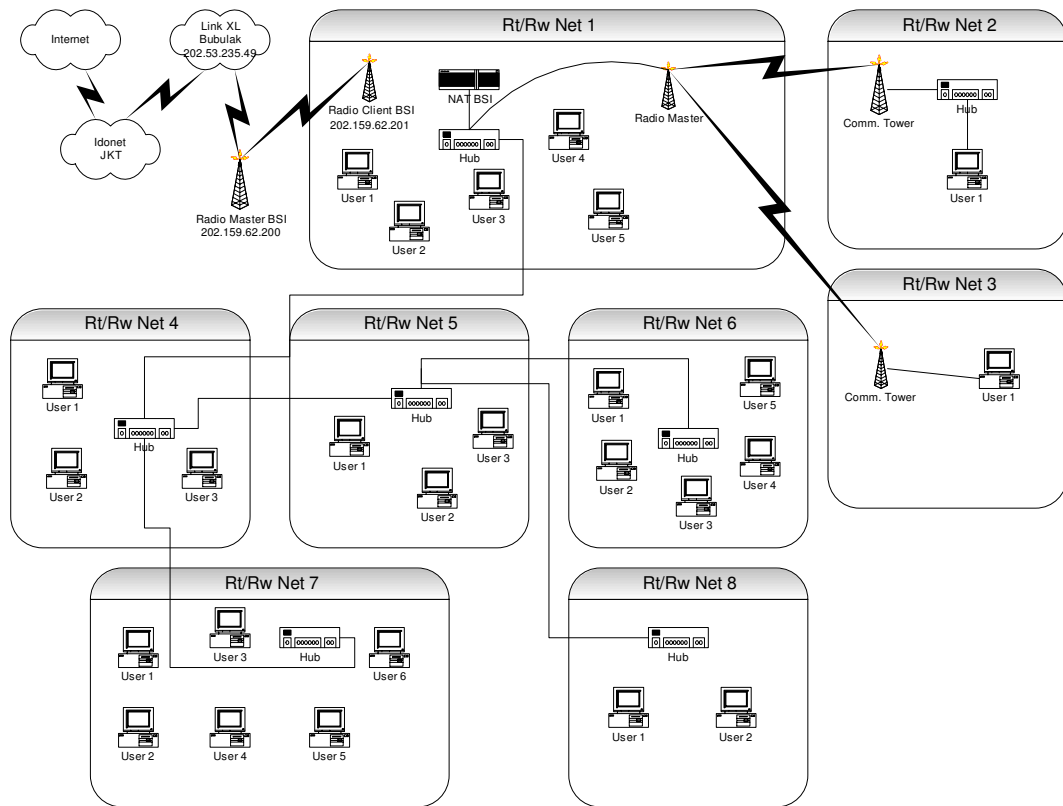 Internet
Link XL
Bubulak
202.53.235.49
Idonet
JKT
Radio Master BSI
202.159.62.200
Rt/Rw Net 1
Radio Client BSI
202.159.62.201
NAT BSI
Hub
Radio Master
User 1
User 2
User 3
User 4
User 5
Rt/Rw Net 2
Comm. Tower
Hub
User 1
Rt/Rw Net 3
Comm. Tower
User 1
Rt/Rw Net 4
User 1
Hub
User 2
User 3
Rt/Rw Net 5
Hub
User 1
User 3
User 2
Rt/Rw Net 6
User 1
User 5
Hub
User 2
User 4
User 3
Rt/Rw Net 7
User 1
User 3
Hub
User 6
User 2
User 4
User 5
Rt/Rw Net 8
Hub
User 1
User 2